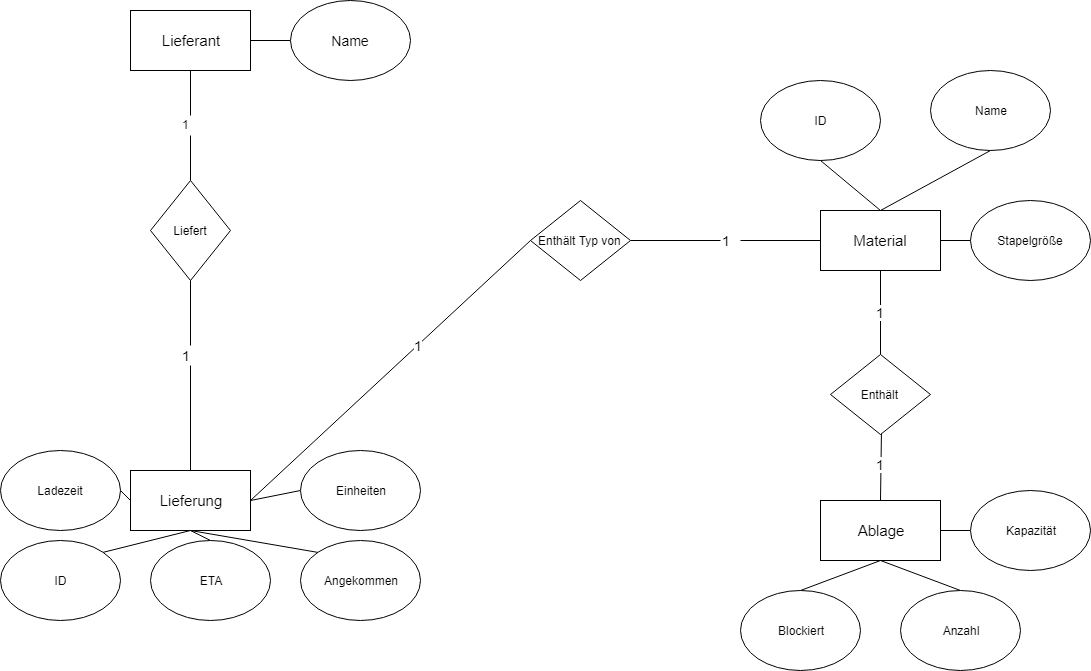 Lieferant
Name
1
Liefert
1
ID
Name
Enthält Typ von
1
Material
Stapelgröße
1
1
Enthält
1
Ladezeit
Lieferung
Einheiten
ID
ETA
Angekommen
Ablage
Kapazität
Blockiert
Anzahl